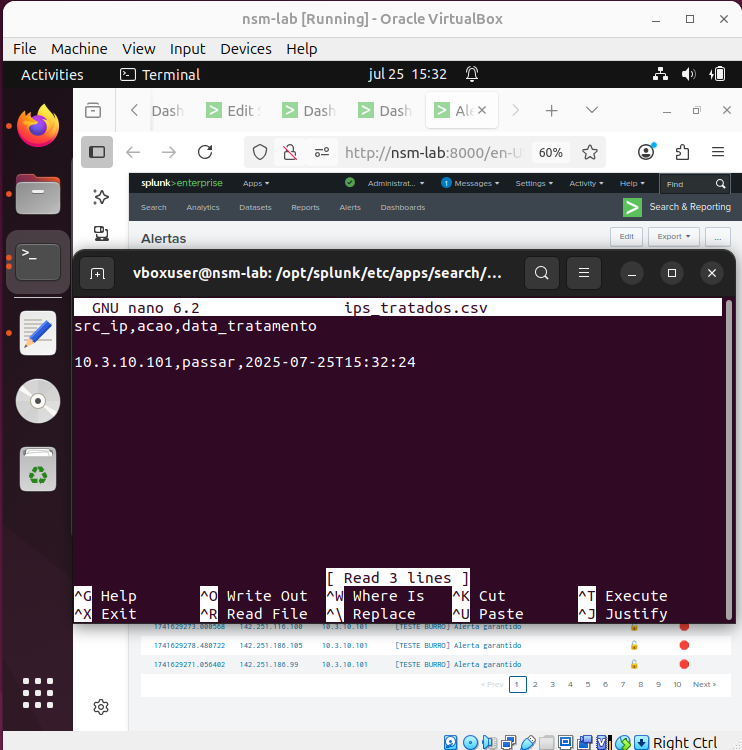 nsm-lab [Running] - Oracle VirtualBox
File Machine View Input Devices Help
Activities Terminal jul 25 15:32
Dash Edit Dash Dash Ale
http://nsm-lab:8000/en-U 60%
splunk>enterprise Apps Administrat... 1 Messages Settings Activity Help Find
Search Analytics Datasets Reports Alerts Dashboards Search & Reporting
Alertas Edit Export ...
vboxuser@nsm-lab: /opt/splunk/etc/apps/search/...
GNU nano 6.2 ips_tratados.csv
src_ip,acao,data_tratamento
10.3.10.101,passar,2025-07-25T15:32:24
[ Read 3 lines ]
^G Help ^O Write Out ^W Where Is ^K Cut ^T Execute
^X Exit ^R Read File ^\ Replace ^U Paste ^J Justify
1741629273.000568 142.251.116.100 10.3.10.101 [TESTE BURRO] Alerta garantido
1741629278.480722 142.251.186.105 10.3.10.101 [TESTE BURRO] Alerta garantido
1741629271.056402 142.251.186.99 10.3.10.101 [TESTE BURRO] Alerta garantido
« Prev 1 2 3 4 5 6 7 8 9 10 Next »
Right Ctrl